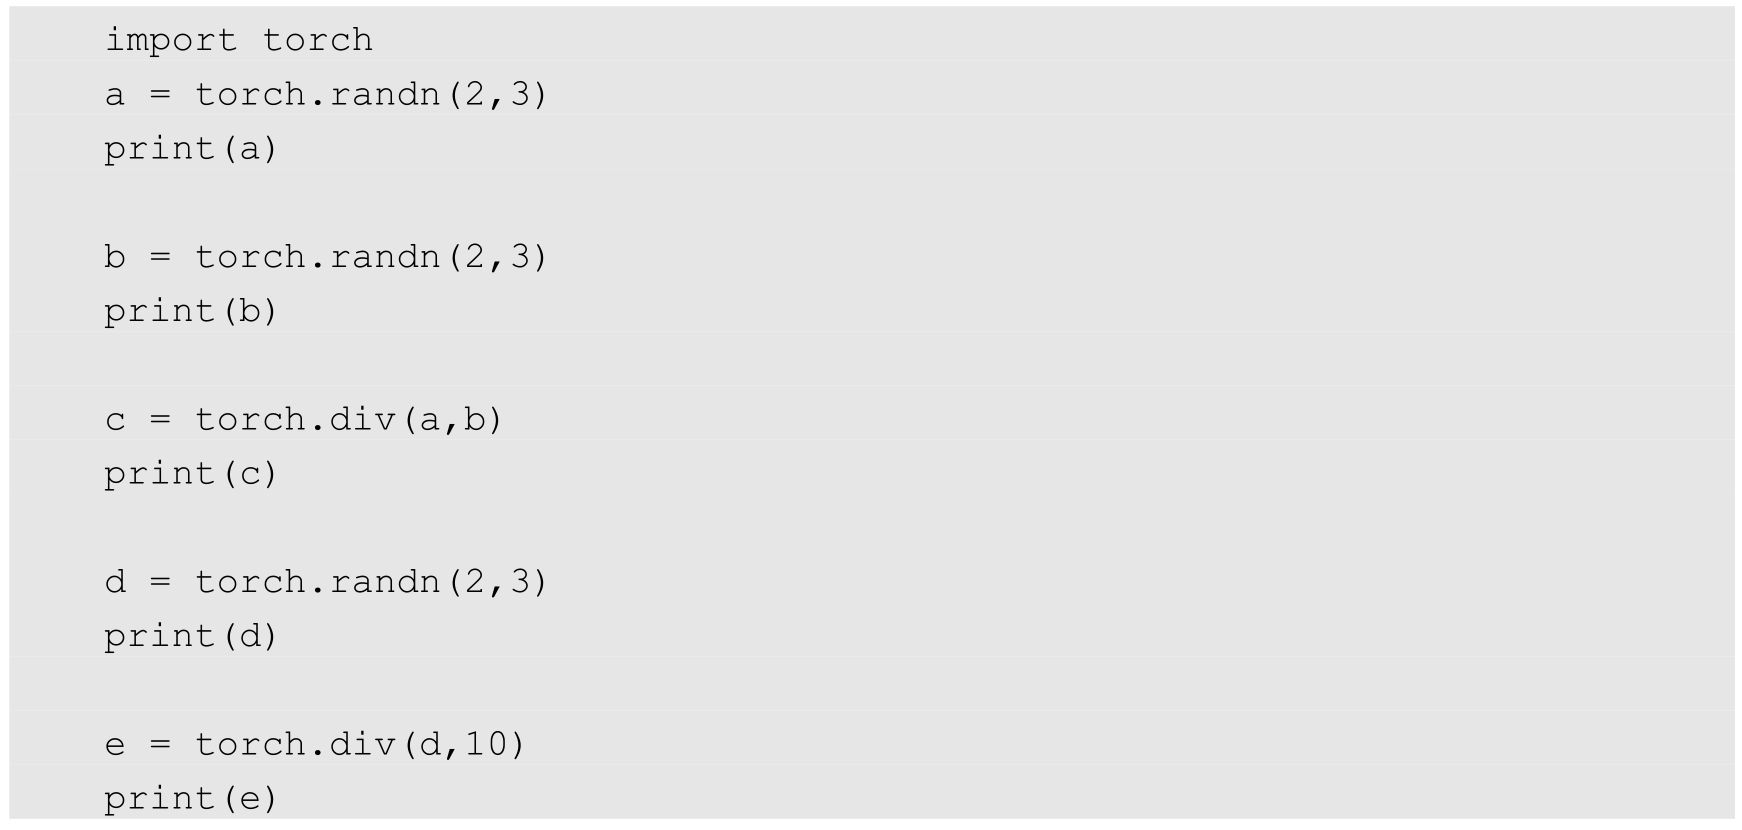 import torch
a = torch.randn(2,3)
print(a)
b = torch.randn(2,3)
print(b)
c = torch.div(a,b)
print(c)
d = torch.randn(2,3)
print(d)
e = torch.div(d,10)
print(e)